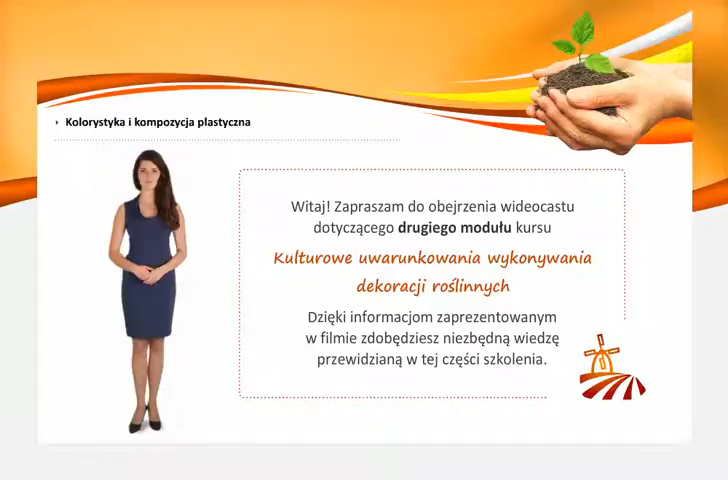 Kolorystyka i kompozycja plastyczna
Witaj! Zapraszam do obejrzenia wideocastu
dotyczącego drugiego modułu kursu
Kulturowe uwarunkowania wykonywania
dekoracji roślinnych
Dzięki informacjom zaprezentowanym
w filmie zdobędziesz niezbędną wiedzę
przewidzianą w tej części szkolenia.